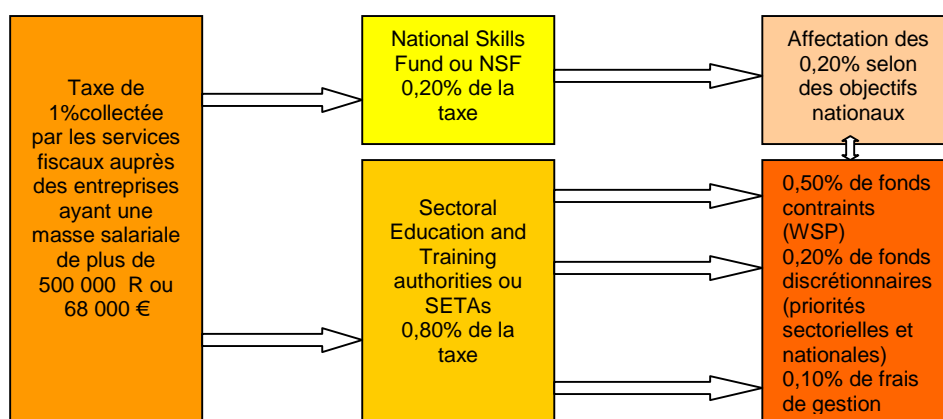 Taxe de
1%collectée
par les services
fiscaux auprès
des entreprises
ayant une
masse salariale
de plus de
500 000 R ou
68 000 €
National Skills
Fund ou NSF
0,20% de la
taxe
Affectation des
0,20% selon
des objectifs
nationaux
Sectoral
Education and
Training
authorities ou
SETAs
0,80% de la
taxe
0,50% de fonds
contraints
(WSP)
0,20% de fonds
discrétionnaires
(priorités
sectorielles et
nationales)
0,10% de frais
de gestion